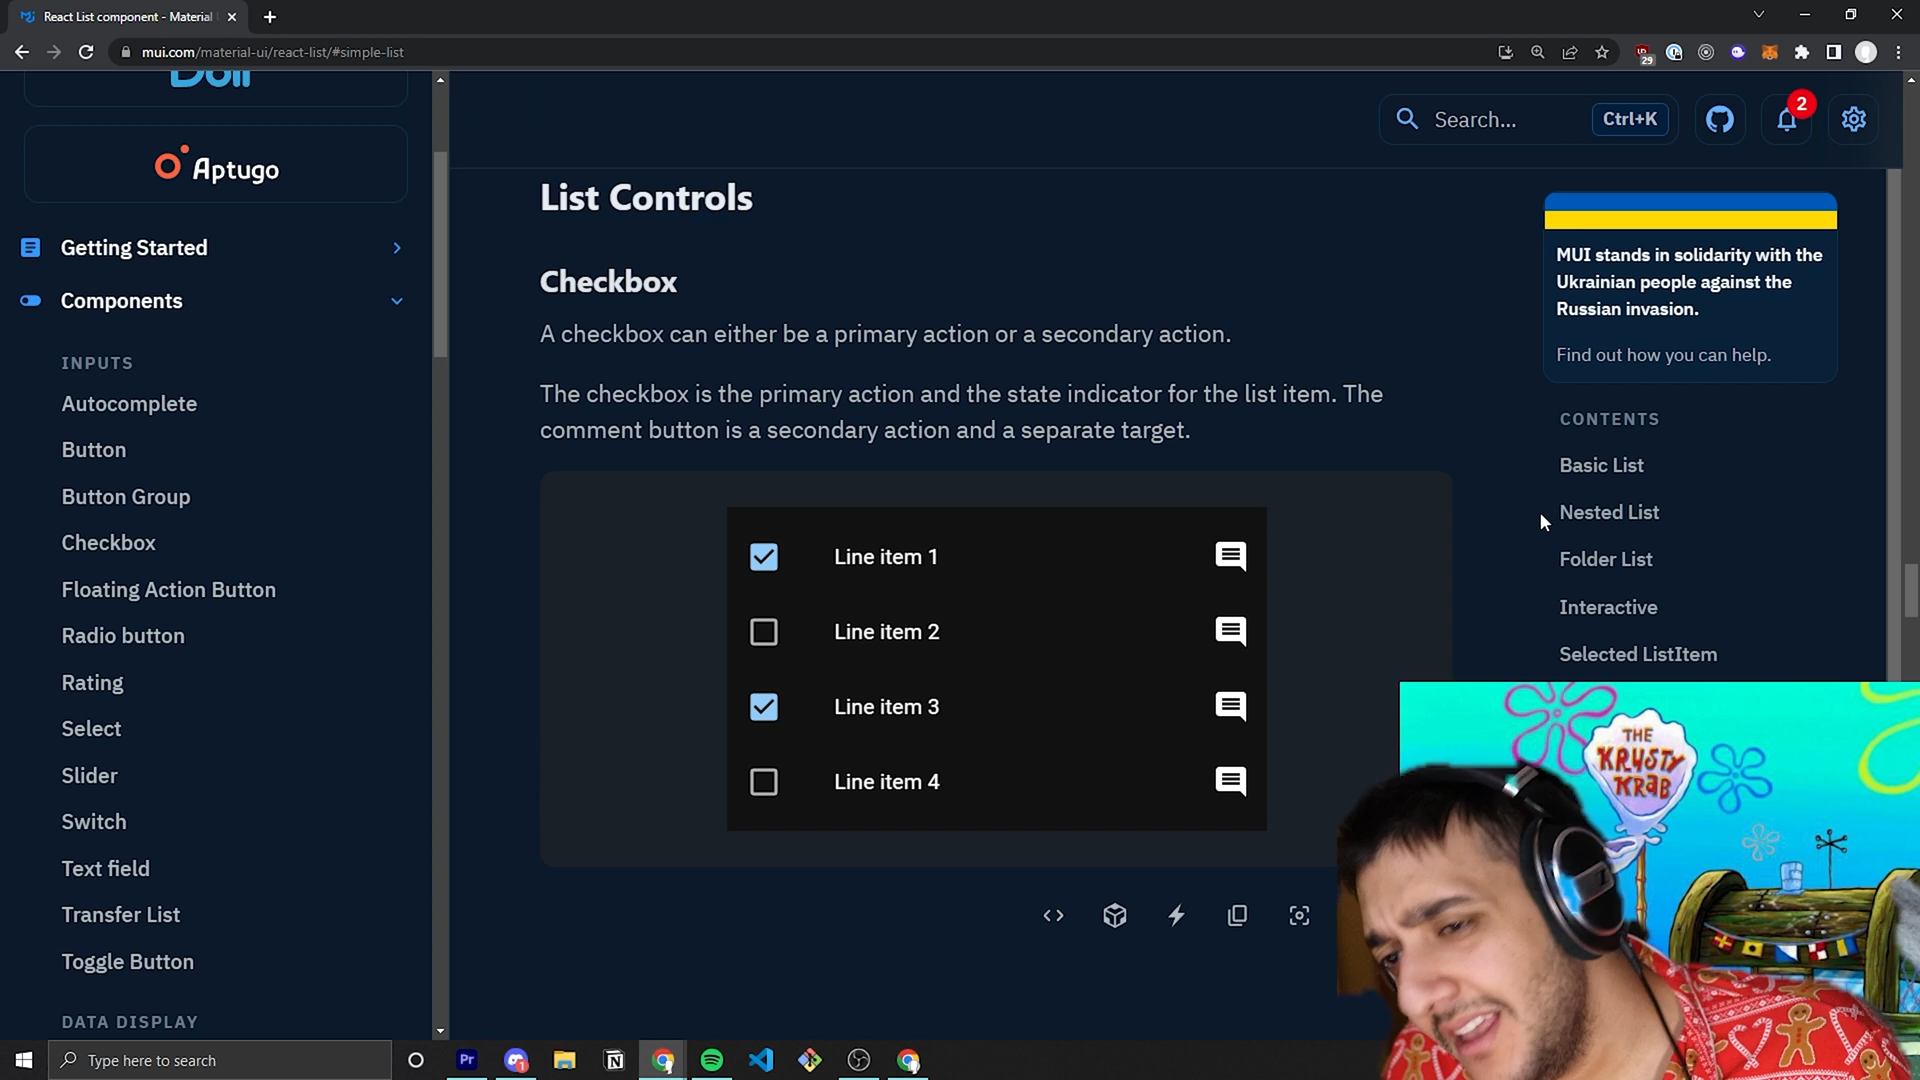 React List component - Material
mui.com/material-ui/react-list/#simple-list
29
Aptugo
Getting Started
Components
INPUTS
Autocomplete
Button
Button Group
Checkbox
Floating Action Button
Radio button
Rating
Select
Slider
Switch
Text field
Transfer List
Toggle Button
DATA DISPLAY
Search...
Ctrl+K
2
List Controls
Checkbox
A checkbox can either be a primary action or a secondary action.
The checkbox is the primary action and the state indicator for the list item. The
comment button is a secondary action and a separate target.
Line item 1
Line item 2
Line item 3
Line item 4
MUI stands in solidarity with the
Ukrainian people against the
Russian invasion.
Find out how you can help.
CONTENTS
Basic List
Nested List
Folder List
Interactive
Selected ListItem
THE
KRUSTY
KRAB
Type here to search
Pr
1